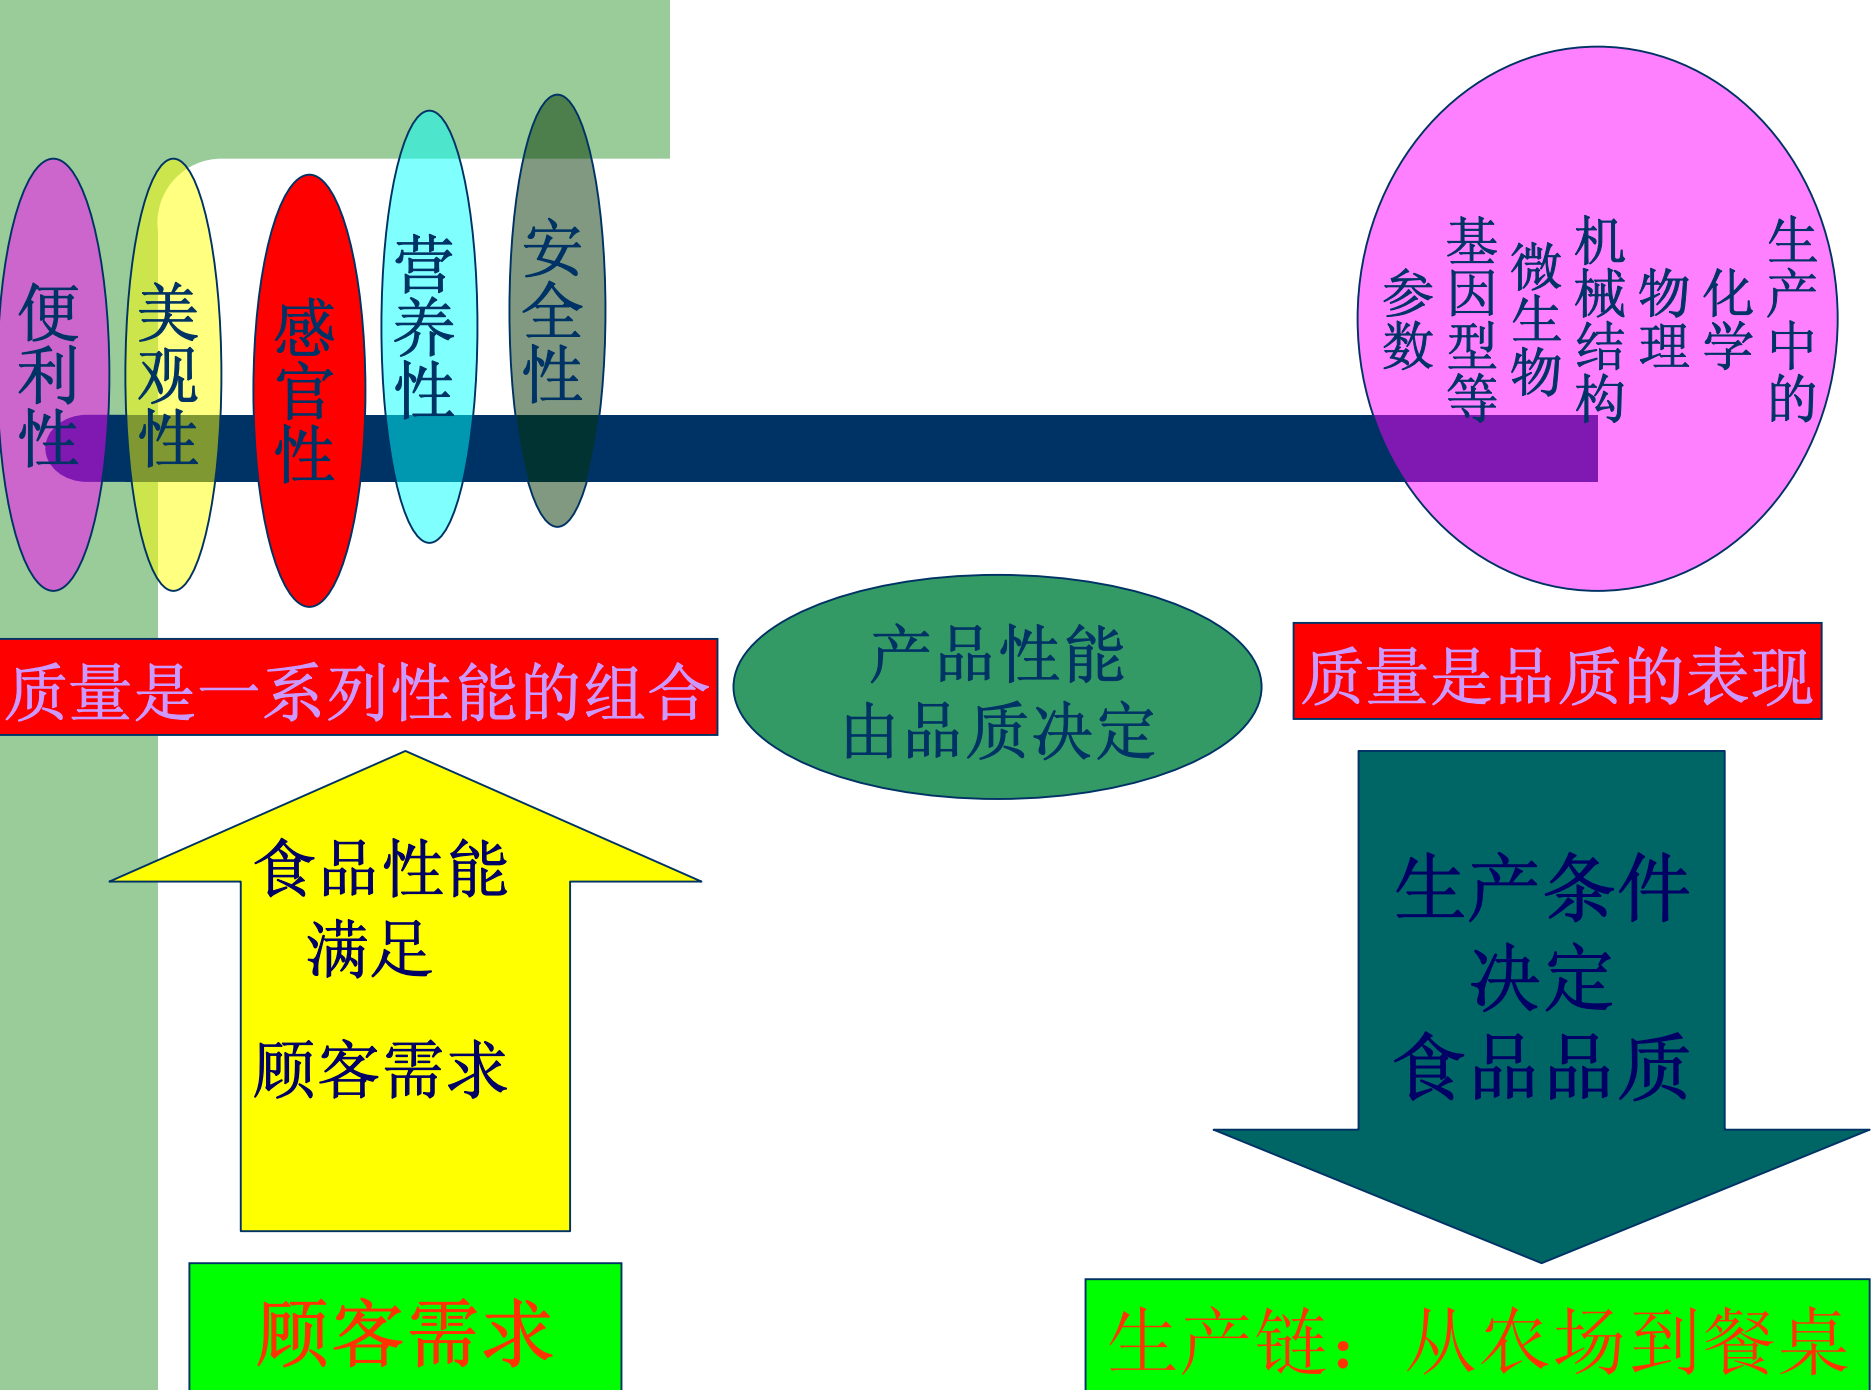 便利性
美观性
感官性
营养性
安全性
生产中的
化学
物理
机械结构
微生物
基因型等
参数
质量是一系列性能的组合
产品性能
由品质决定
质量是品质的表现
食品性能
满足
顾客需求
生产条件
决定
食品品质
顾客需求
生产链：从农场到餐桌